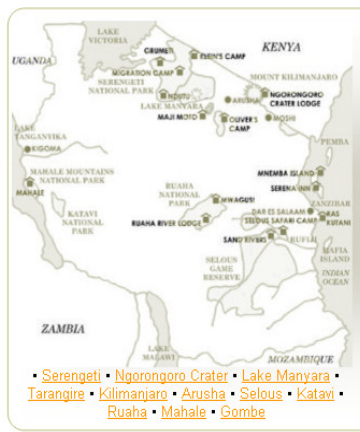 LAKE
VICTORIA
GRUMETI
KLEIN'S CAMP
KENYA
UGANDA
MIGRATION CAMP
SERENGETI
NATIONAL PARK
MOUNT KILIMANJARO
NDUTU
NGORONGORO
CRATER LODGE
ARUSHA
LAKE MANYARA
MAJI MOTO
OLIVER'S
CAMP
MOSHI
LAKE
TANGANYIKA
PEMBA
KIGOMA
MAHALE MOUNTAINS
NATIONAL PARK
MNEMBA ISLAND
MAHALE
RUAHA
NATIONAL
PARK
SERENA INN
KATAVI
NATIONAL
PARK
MWAGUSI
ZANZIBAR
DAR ES SALAAM
RAS
KUTANI
RUAHA RIVER LODGE
SELOUS SAFARI CAMP
SAND RIVERS
RUFIJI
MAFIA
ISLAND
SELOUS
GAME
RESERVE
INDIAN
OCEAN
ZAMBIA
LAKE
MALAWI
MOZAMBIQUE
▪ Serengeti ▪ Ngorongoro Crater ▪ Lake Manyara ▪
Tarangire ▪ Kilimanjaro ▪ Arusha ▪ Selous ▪ Katavi ▪
Ruaha ▪ Mahale ▪ Gombe